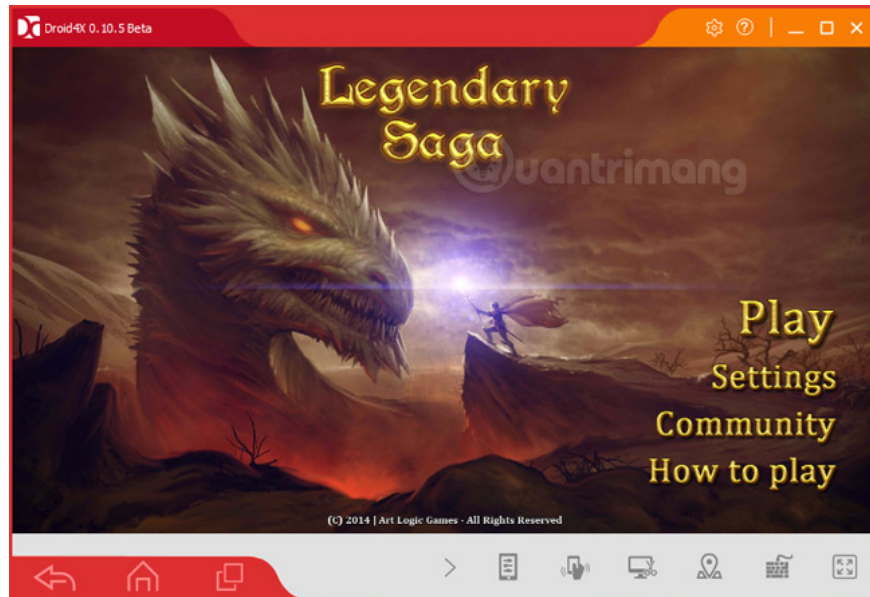 Droid4X 0.10.5 Beta
Legendary
Saga
Quantrimang
Play
Settings
Community
How to play
(C) 2014 | Art Logic Games - All Rights Reserved